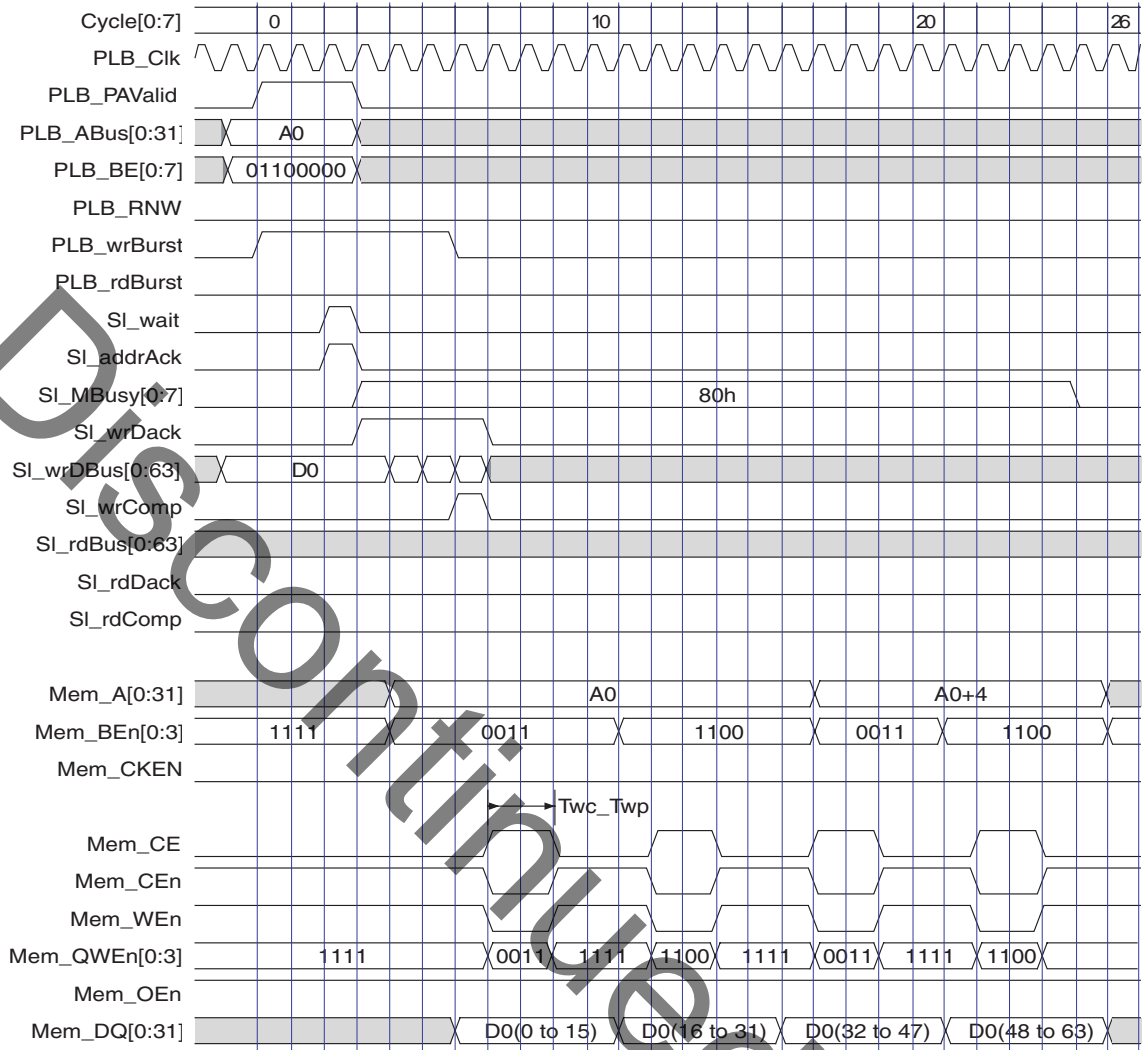 Cycle[0:7] 0 10 20 26
PLB_Clk
PLB_PAValid
PLB_ABus[0:31] A0
PLB_BE[0:7] 01100000
PLB_RNW
PLB_wrBurst
PLB_rdBurst
Sl_wait
Sl_addrAck
Sl_MBusy[0:7] 80h
Sl_wrDack
Sl_wrDBus[0:63] D0
Sl_wrComp
Sl_rdBus[0:63]
Sl_rdDack
Sl_rdComp
Mem_A[0:31] A0 A0+4
Mem_BEn[0:3] 1111 0011 1100 0011 1100
Mem_CKEN
Twc_Twp
Mem_CE
Mem_CEn
Mem_WEn
Mem_QWEn[0:3] 1111 0011 1111 1100 1111 0011 1111 1100
Mem_OEn
Mem_DQ[0:31] D0(0 to 15) D0(16 to 31) D0(32 to 47) D0(48 to 63)
Discontinued